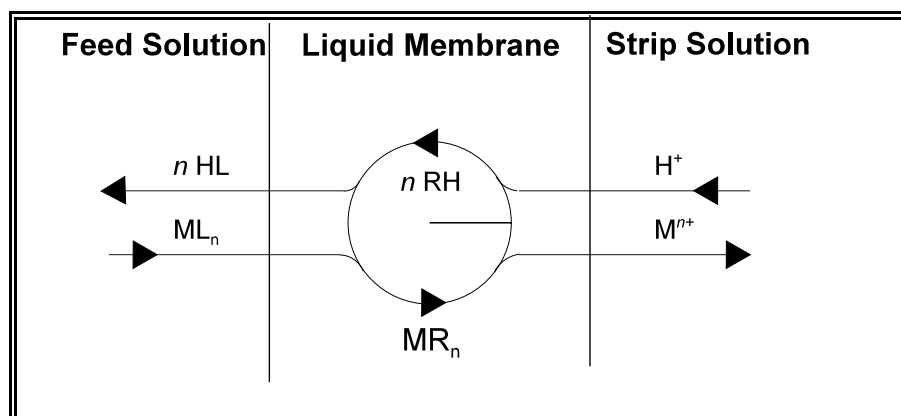 Feed Solution Liquid Membrane Strip Solution
n HL n RH H⁺
MLₙ Mⁿ⁺
MRₙ